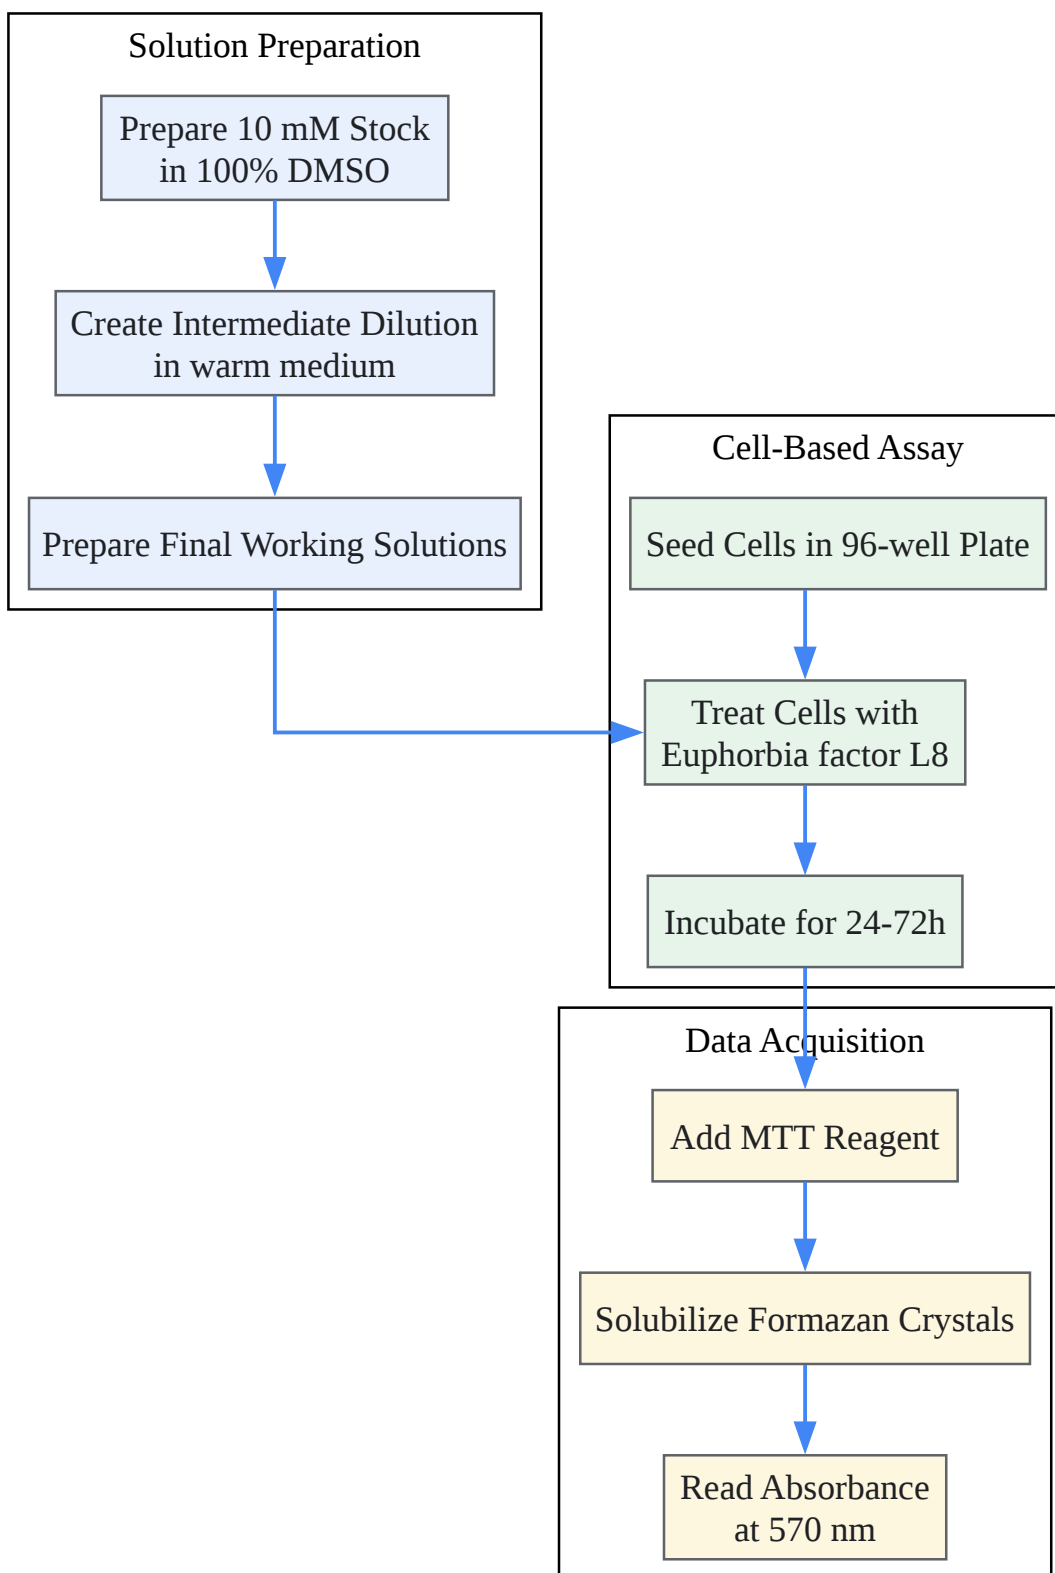 Solution Preparation
Prepare 10 mM Stock
in 100% DMSO
Create Intermediate Dilution
in warm medium
Prepare Final Working Solutions
Cell-Based Assay
Seed Cells in 96-well Plate
Treat Cells with
Euphorbia factor L8
Incubate for 24-72h
Data Acquisition
Add MTT Reagent
Solubilize Formazan Crystals
Read Absorbance
at 570 nm